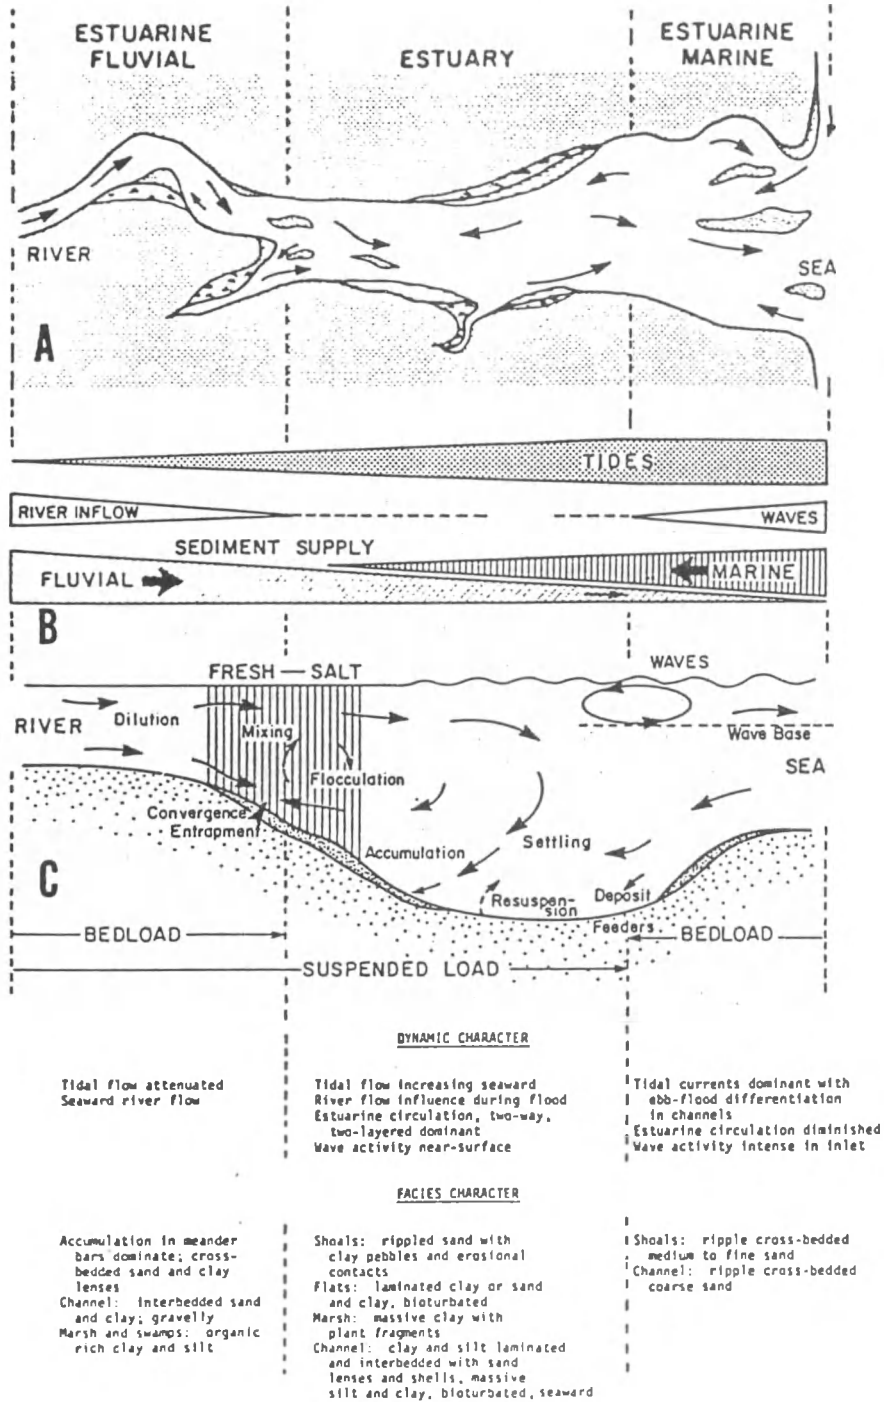 ESTUARINE
FLUVIAL
ESTUARY
ESTUARINE
MARINE
RIVER
SEA
A
TIDES
RIVER INFLOW
WAVES
SEDIMENT SUPPLY
FLUVIAL
MARINE
B
FRESH — SALT
WAVES
RIVER
Dilution
Mixing
Wave Base
Flocculation
SEA
Convergence
Entrapment
Accumulation
Settling
C
Resuspen-
sion
Deposit
Feeders
BEDLOAD
BEDLOAD
SUSPENDED LOAD
DYNAMIC CHARACTER
Tidal flow attenuated
Seaward river flow
Tidal flow increasing seaward
River flow influence during flood
Estuarine circulation, two-way,
two-layered dominant
Wave activity near-surface
Tidal currents dominant with
ebb-flood differentiation
in channels
Estuarine circulation diminished
Wave activity intense in inlet
FACIES CHARACTER
Accumulation in meander
bars dominate; cross-
bedded sand and clay
lenses
Channel: interbedded sand
and clay; gravelly
Marsh and swamps: organic
rich clay and silt
Shoals: rippled sand with
clay pebbles and erosional
contacts
Flats: laminated clay or sand
and clay, bioturbated
Marsh: massive clay with
plant fragments
Channel: clay and silt laminated
and interbedded with sand
lenses and shells, massive
silt and clay, bioturbated, seaward
Shoals: ripple cross-bedded
medium to fine sand
Channel: ripple cross-bedded
coarse sand